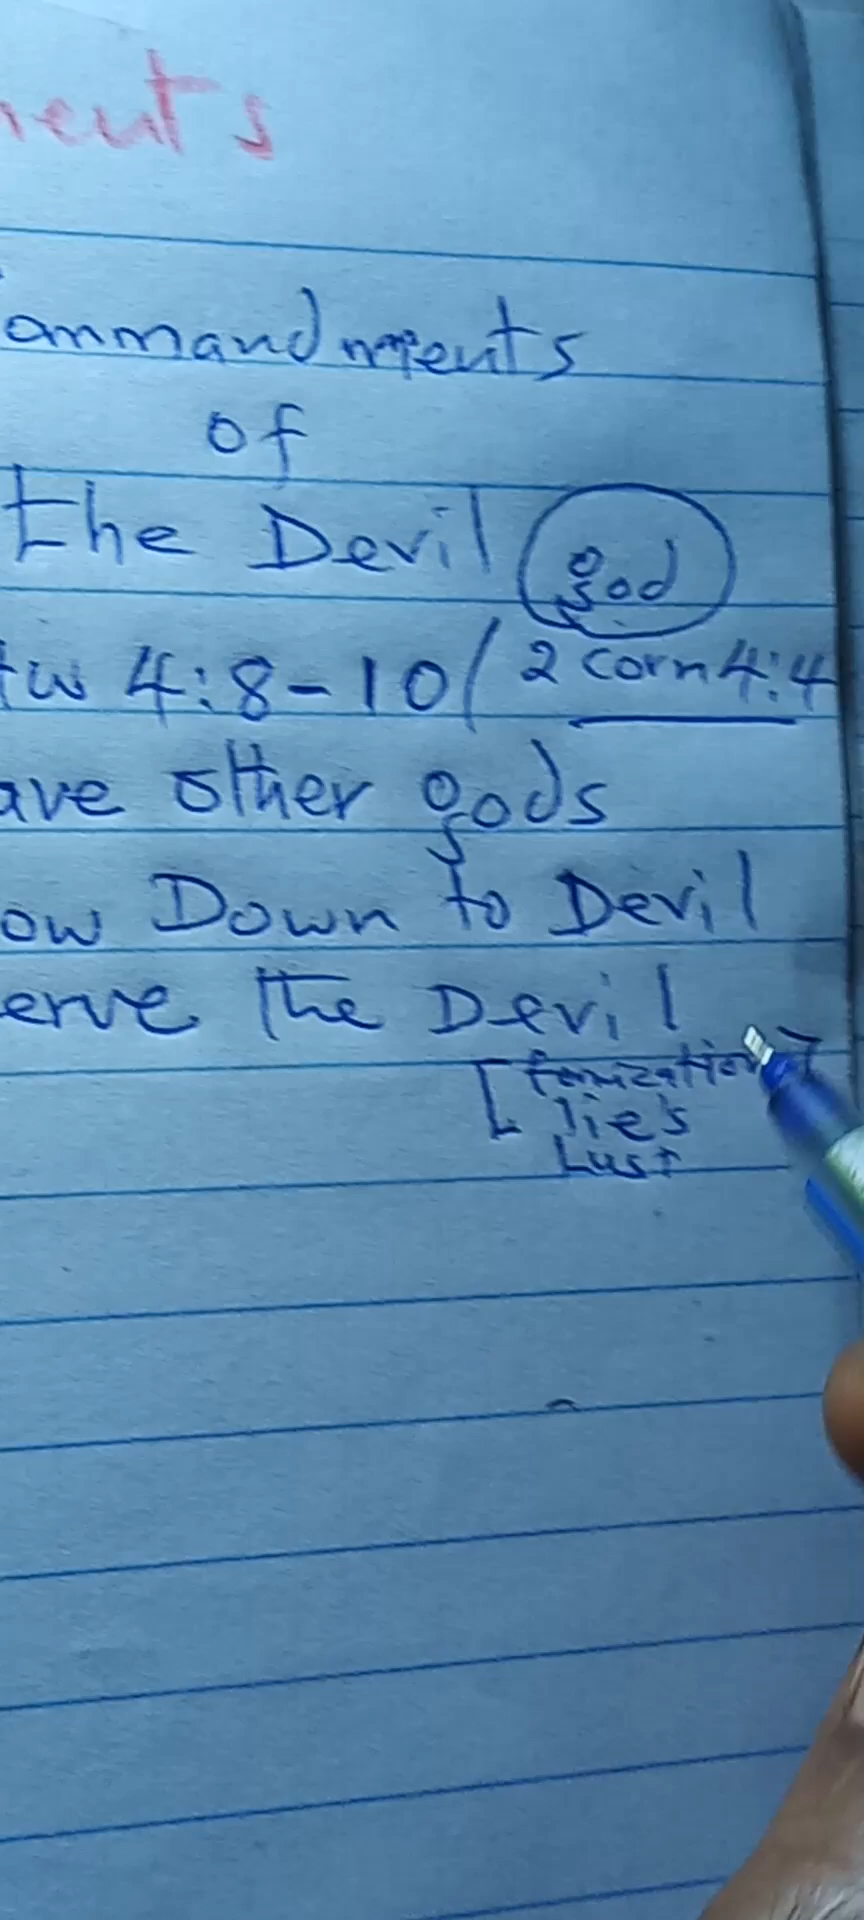 ents
ommandments
of
the Devil god
tw 4:8-10/ 2 corn 4:4
ave other gods
ow Down to Devil
erve the Devil
[fornization]
lie's
Lust